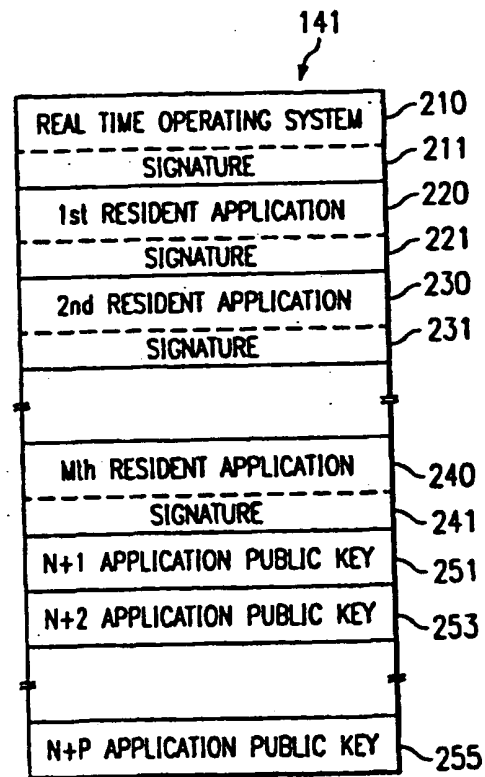 141
REAL TIME OPERATING SYSTEM 210
SIGNATURE 211
1st RESIDENT APPLICATION 220
SIGNATURE 221
2nd RESIDENT APPLICATION 230
SIGNATURE 231
Mth RESIDENT APPLICATION 240
SIGNATURE 241
N+1 APPLICATION PUBLIC KEY 251
N+2 APPLICATION PUBLIC KEY 253
N+P APPLICATION PUBLIC KEY 255